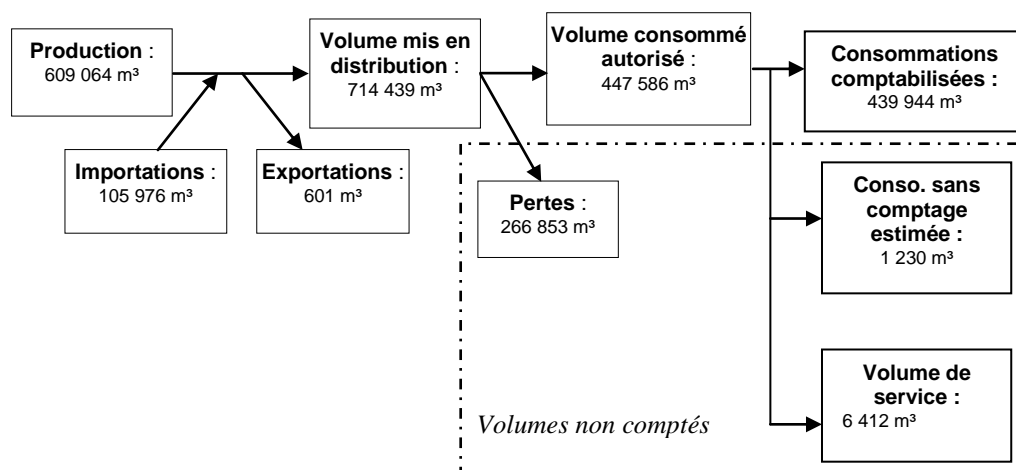 Production :
609 064 m³
Volume mis en
distribution :
714 439 m³
Volume consommé
autorisé :
447 586 m³
Consommations
comptabilisées :
439 944 m³
Importations :
105 976 m³
Exportations :
601 m³
Pertes :
266 853 m³
Conso. sans
comptage
estimée :
1 230 m³
Volume de
service :
6 412 m³
Volumes non comptés